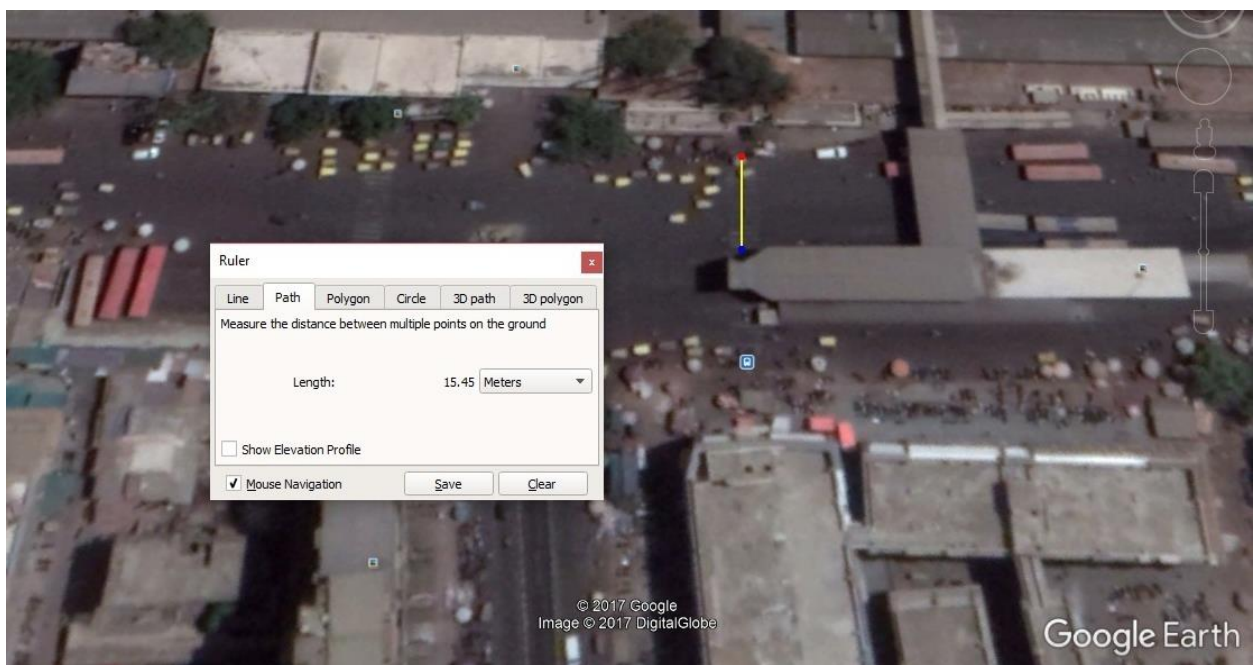 Ruler
x
Line Path Polygon Circle 3D path 3D polygon
Measure the distance between multiple points on the ground
Length: 15.45 Meters
Show Elevation Profile
Mouse Navigation Save Clear
© 2017 Google
Image © 2017 DigitalGlobe
Google Earth